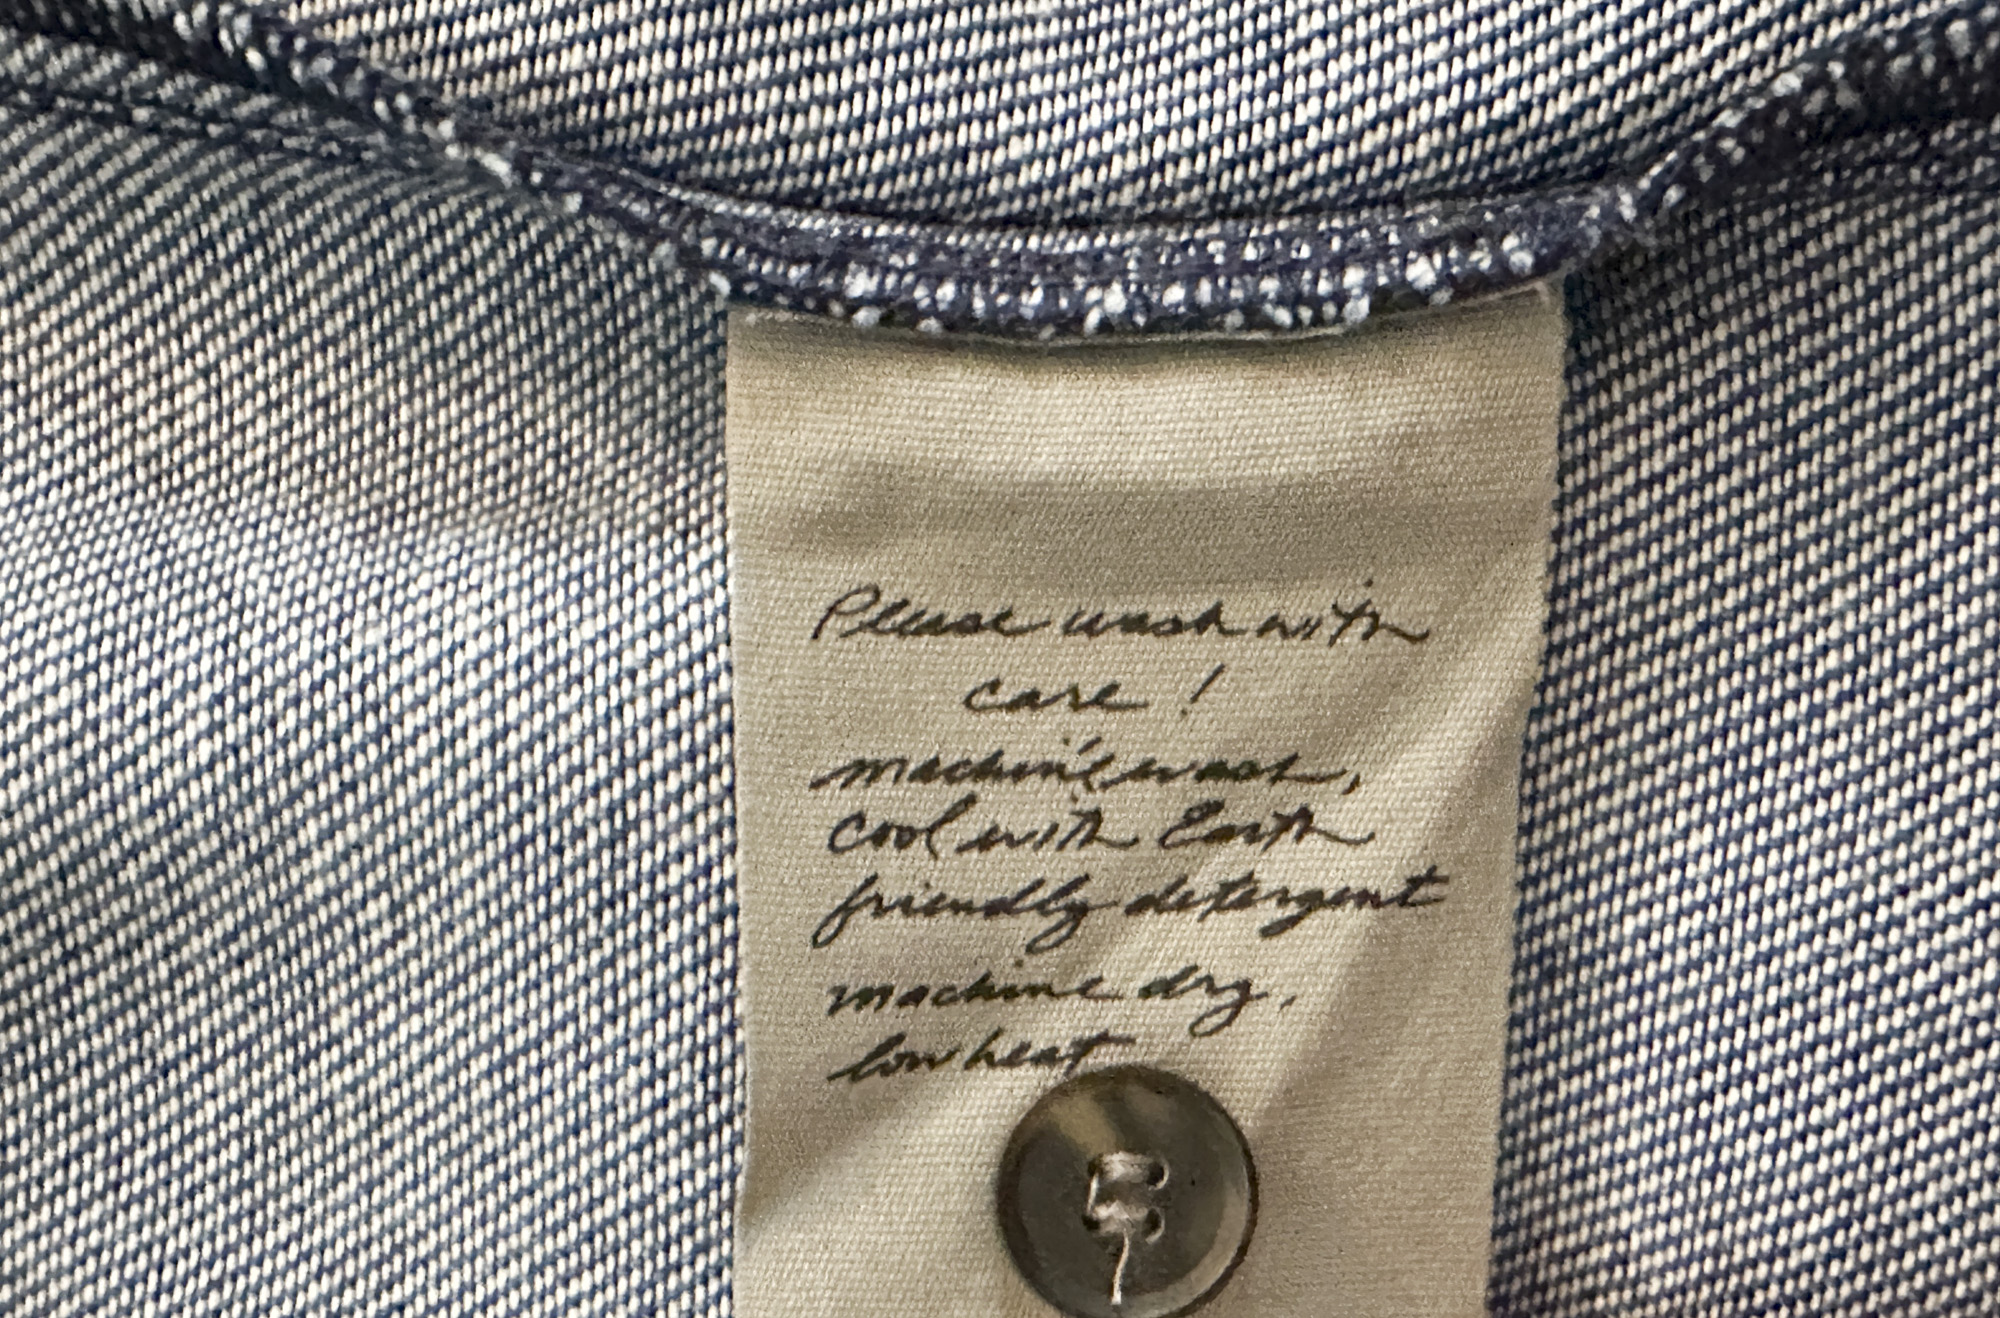 Please wash with
care!
machine wash,
cool with Earth
friendly detergent
machine dry,
low heat